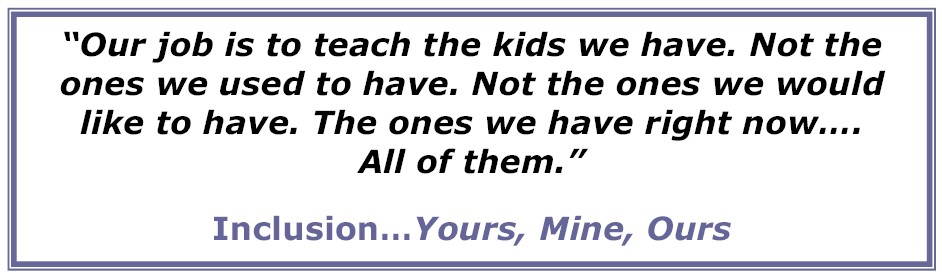 “Our job is to teach the kids we have. Not the
ones we used to have. Not the ones we would
like to have. The ones we have right now….
All of them.”
Inclusion…Yours, Mine, Ours